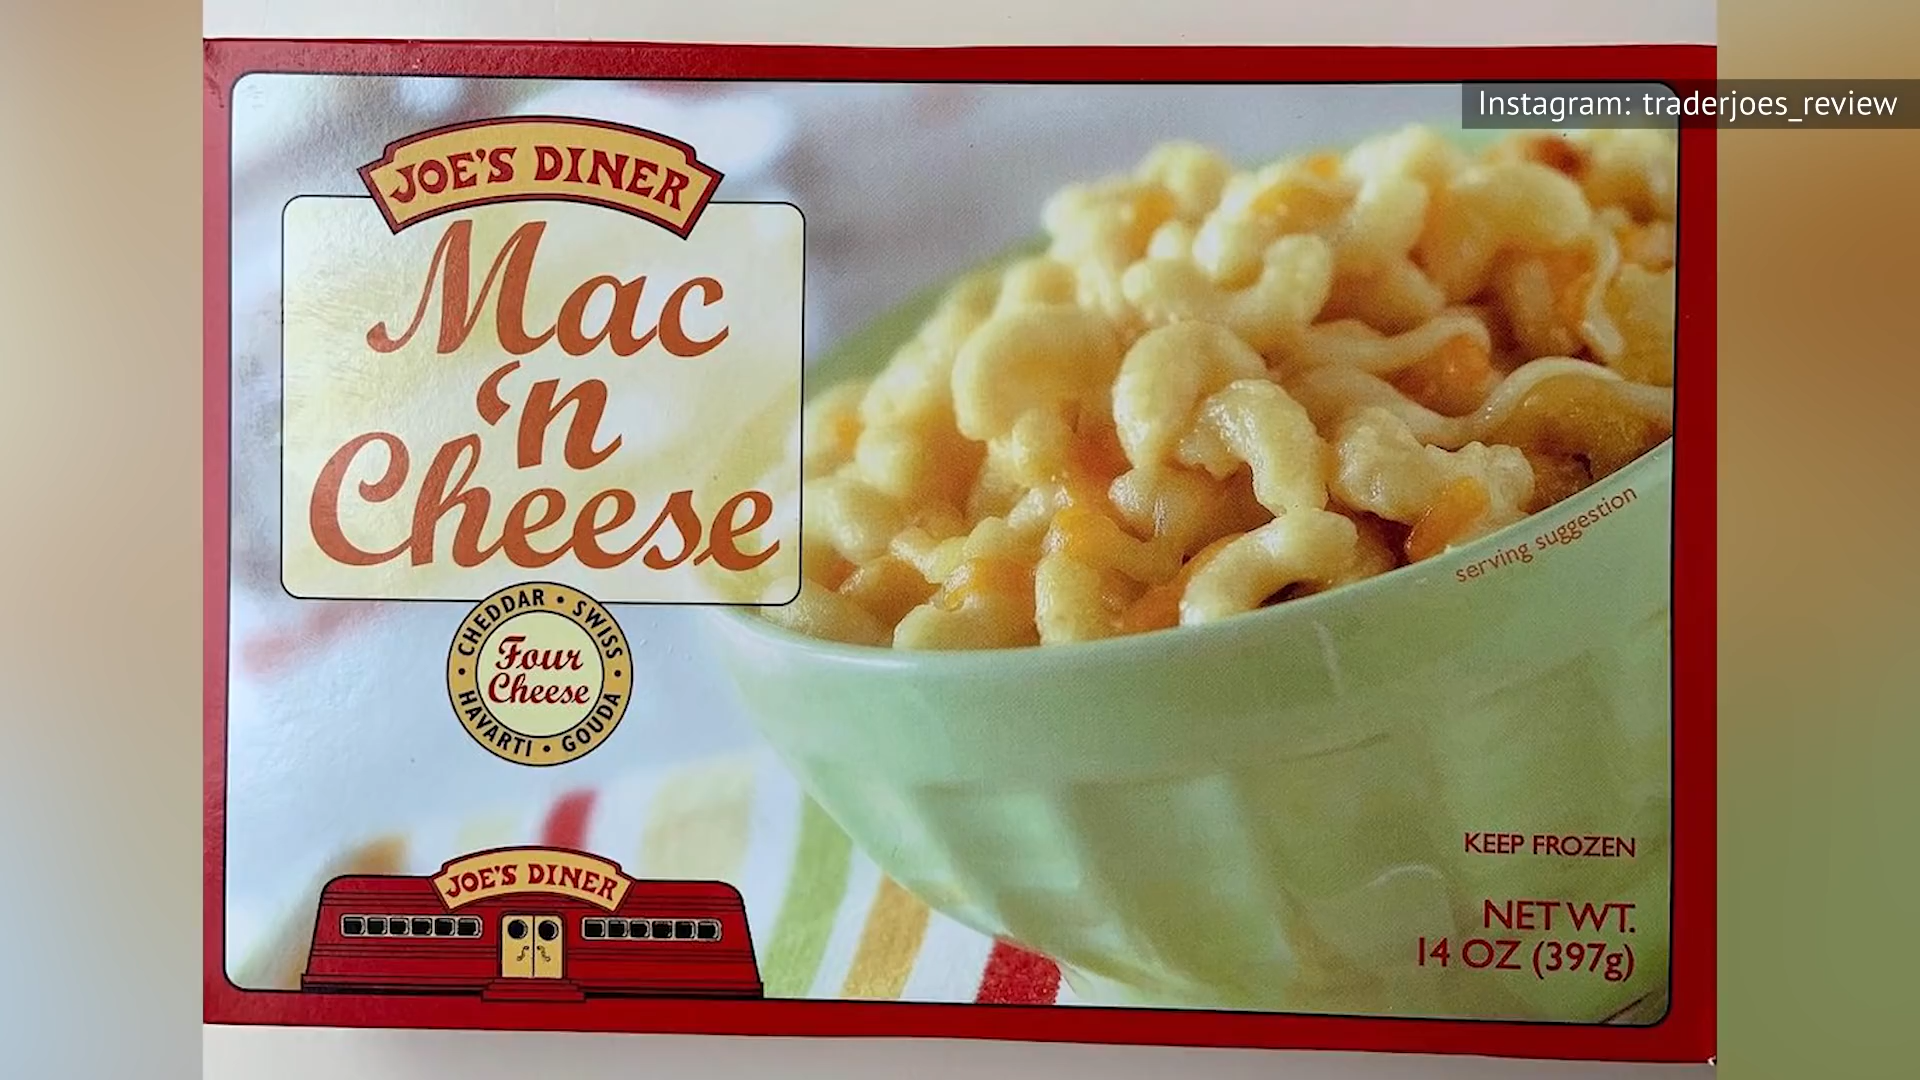 Instagram: traderjoes_review
JOE'S DINER
Mac
'n
Cheese
CHEDDAR • SWISS • GOUDA • HAVARTI •
Four
Cheese
serving suggestion
JOE'S DINER
KEEP FROZEN
NET WT.
14 OZ (397g)